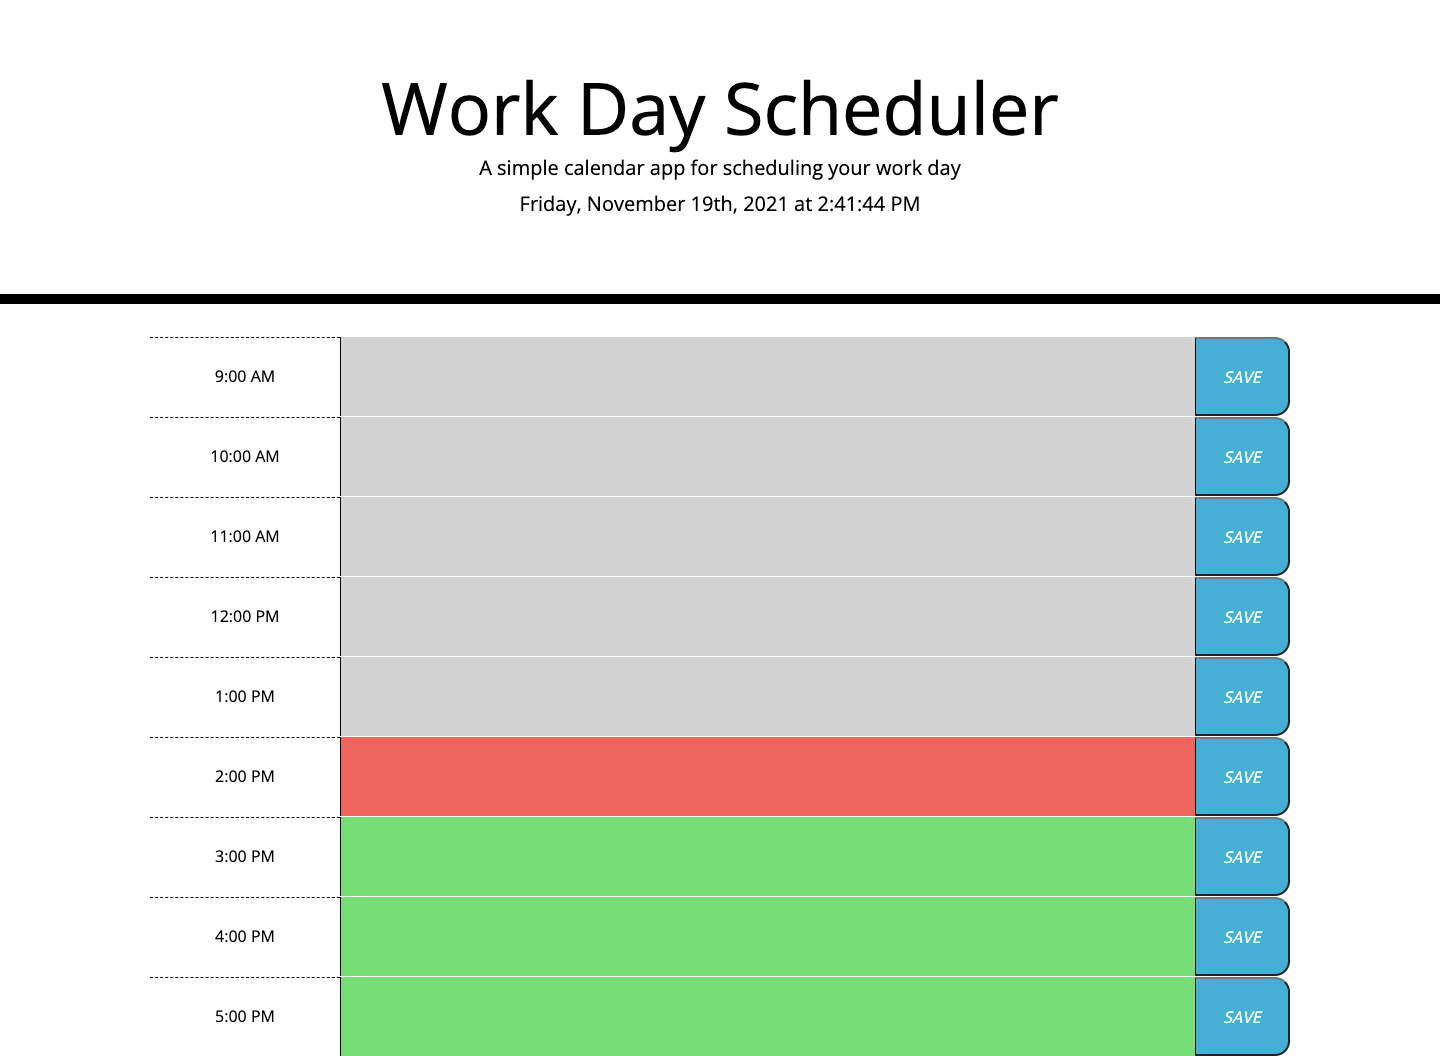 Work Day Scheduler
A simple calendar app for scheduling your work day
Friday, November 19th, 2021 at 2:41:44 PM
9:00 AM SAVE
10:00 AM SAVE
11:00 AM SAVE
12:00 PM SAVE
1:00 PM SAVE
2:00 PM SAVE
3:00 PM SAVE
4:00 PM SAVE
5:00 PM SAVE